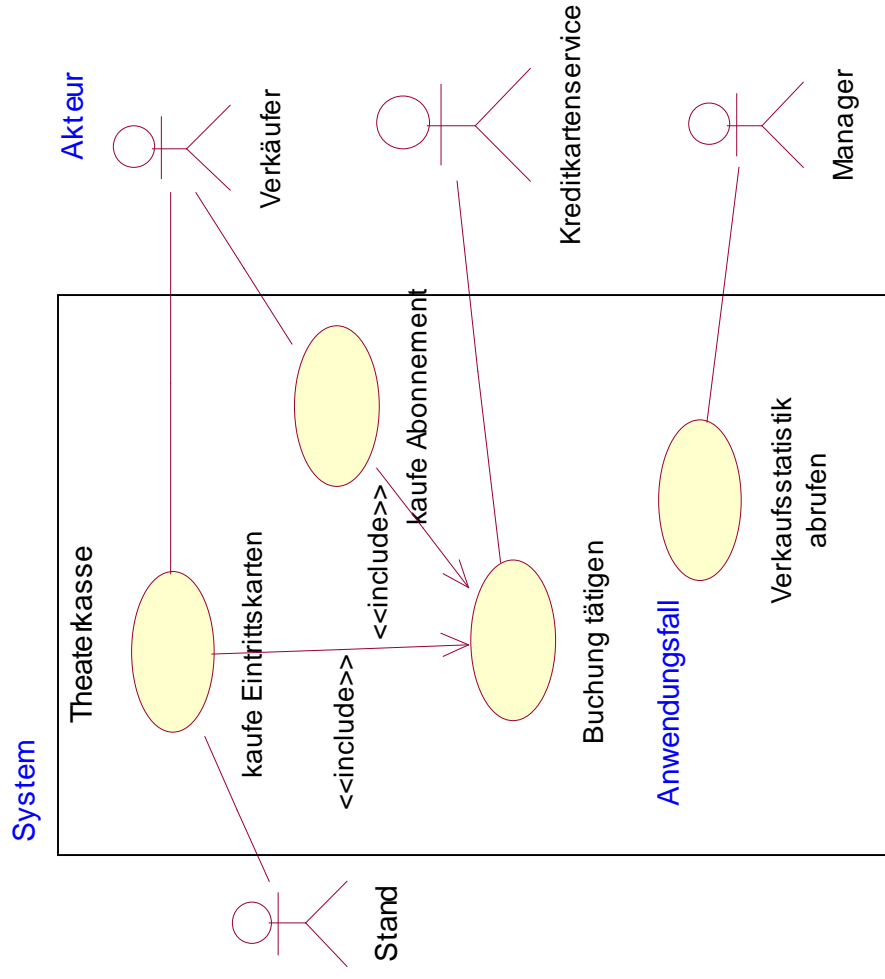 System
Akteur
Theaterkasse
Verkäufer
kaufe Eintrittskarten
<<include>>
Stand
<<include>>
kaufe Abonnement
Kreditkartenservice
Buchung tätigen
Anwendungsfall
Verkaufsstatistik
abrufen
Manager